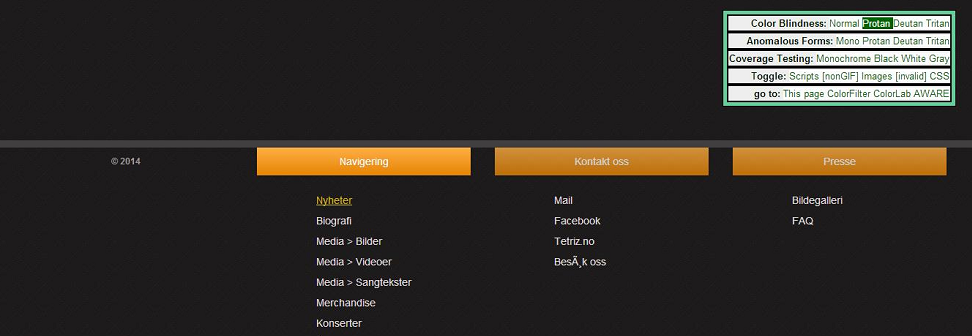 Color Blindness: Normal Protan Deutan Tritan
Anomalous Forms: Mono Protan Deutan Tritan
Coverage Testing: Monochrome Black White Gray
Toggle: Scripts [nonGIF] Images [invalid] CSS
go to: This page ColorFilter ColorLab AWARE
© 2014
Navigering
Nyheter
Biografi
Media > Bilder
Media > Videoer
Media > Sangtekster
Merchandise
Konserter
Kontakt oss
Mail
Facebook
Tetriz.no
BesÃ¸k oss
Presse
Bildegalleri
FAQ